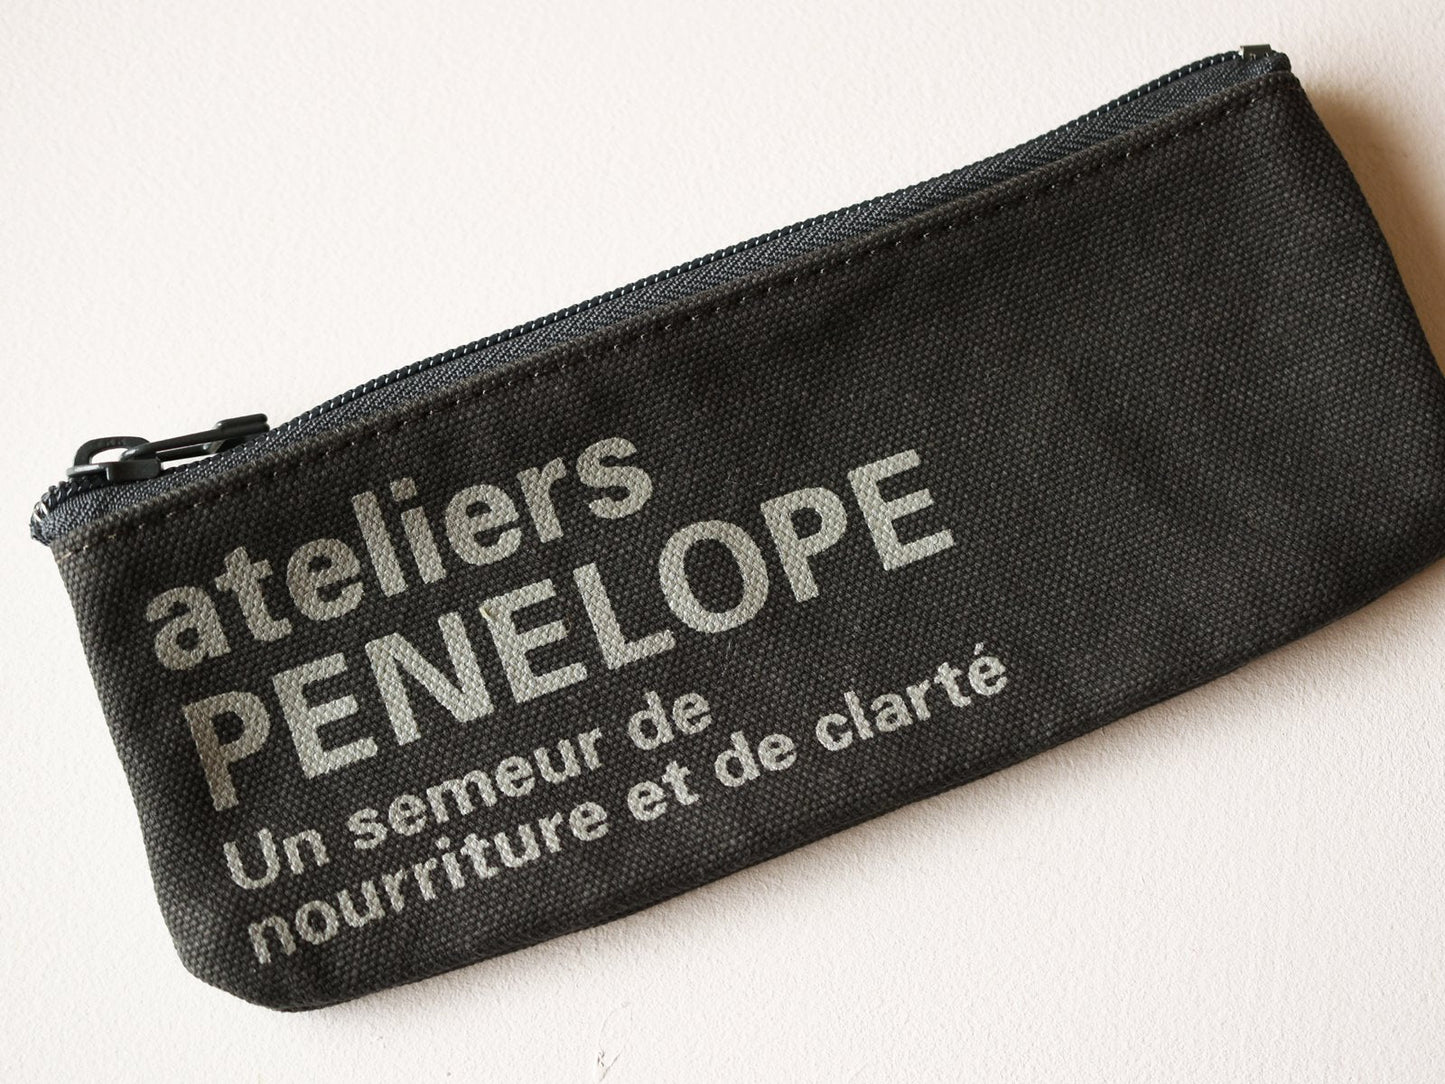 ateliers
PENELOPE
Un semeur de
nourriture et de clarté